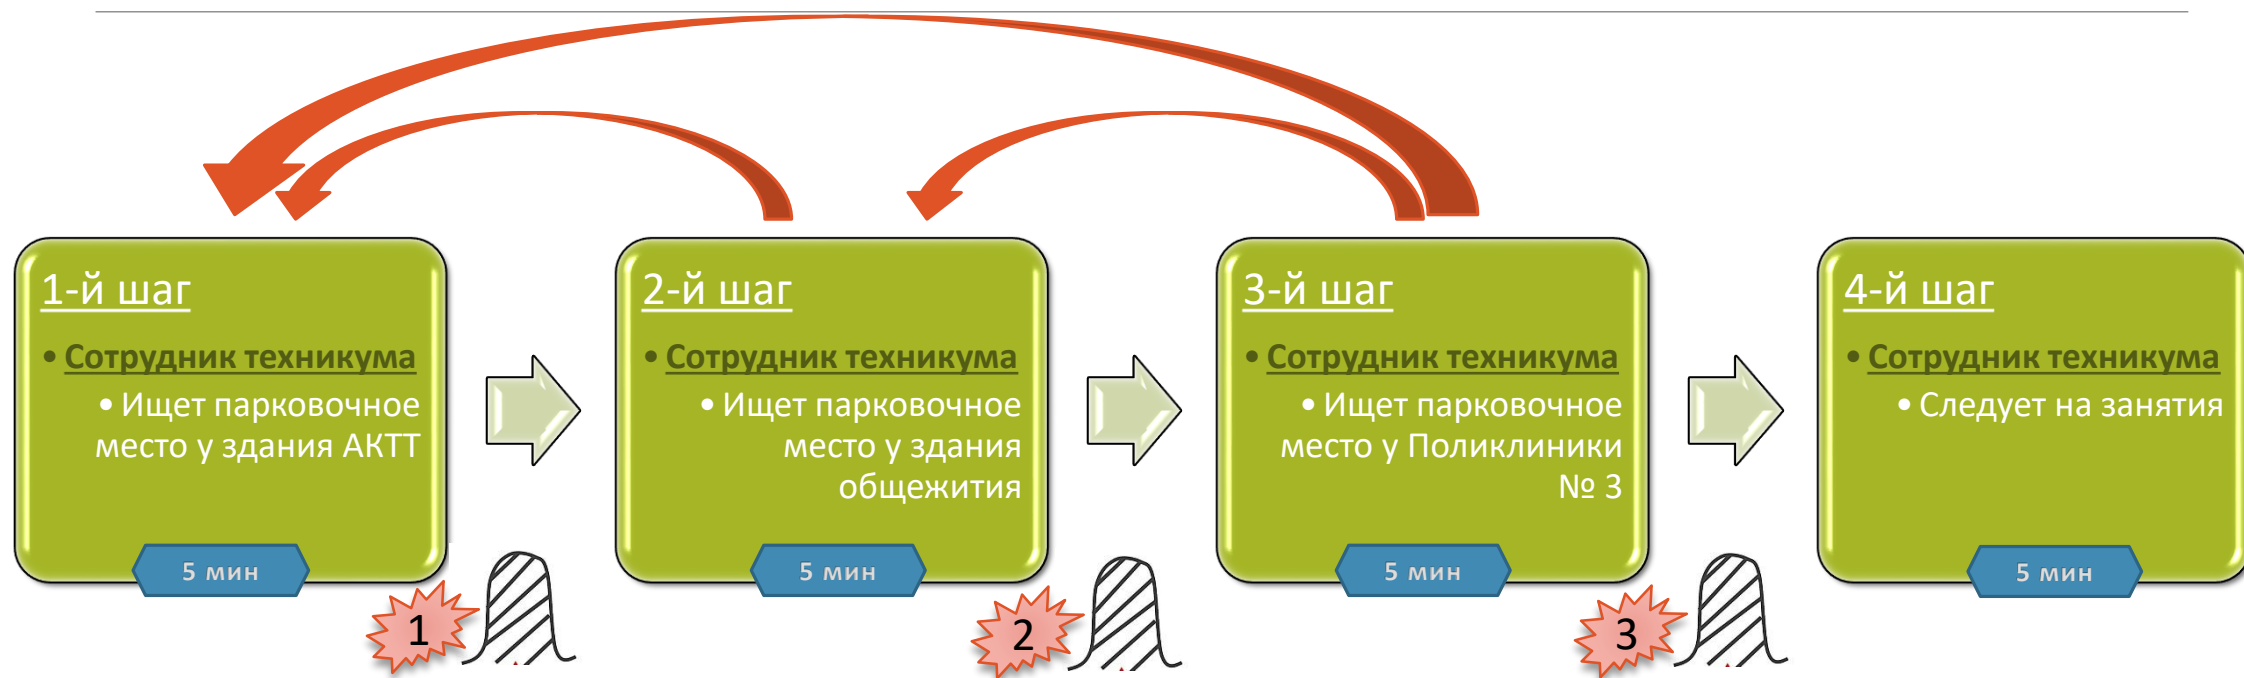 1-й шаг
• Сотрудник техникума
• Ищет парковочное
место у здания АКТТ
5 мин
1
2-й шаг
• Сотрудник техникума
• Ищет парковочное
место у здания
общежития
5 мин
2
3-й шаг
• Сотрудник техникума
• Ищет парковочное
место у Поликлиники
№ 3
5 мин
3
4-й шаг
• Сотрудник техникума
• Следует на занятия
5 мин